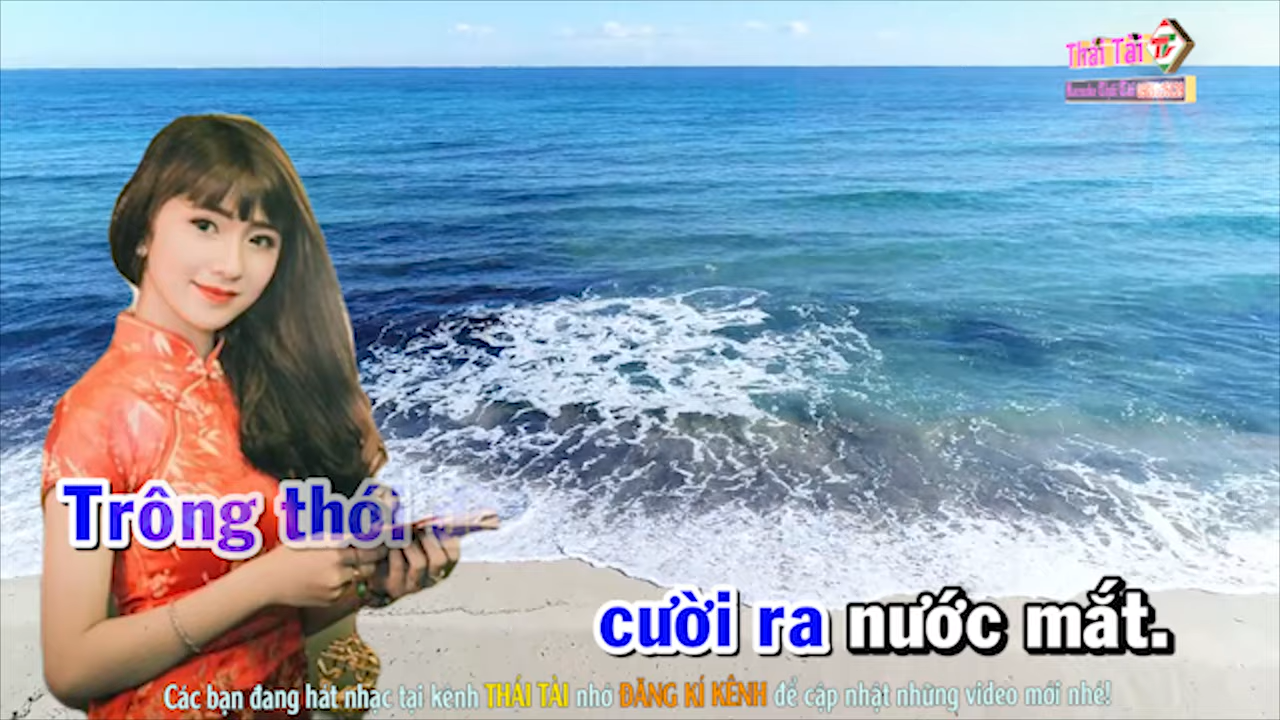 Thái Tài
Trông thói
cười ra nước mắt.
Các bạn đang hát nhạc tại kênh THÁI TÀI nhớ ĐĂNG KÍ KÊNH để cập nhật những video mới nhé!